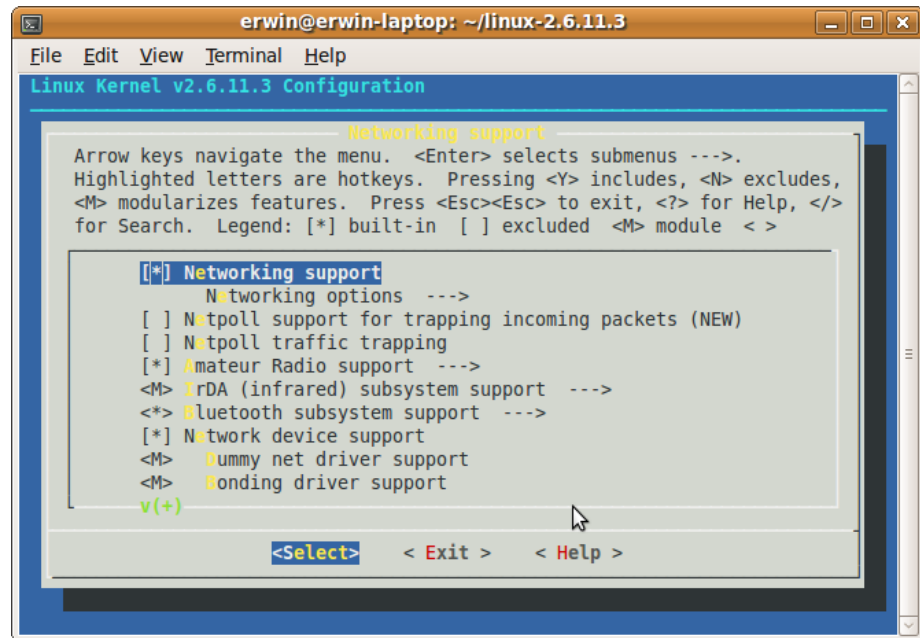 erwin@erwin-laptop: ~/linux-2.6.11.3
File Edit View Terminal Help
Linux Kernel v2.6.11.3 Configuration
Networking support
Arrow keys navigate the menu. <Enter> selects submenus --->.
Highlighted letters are hotkeys. Pressing <Y> includes, <N> excludes,
<M> modularizes features. Press <Esc><Esc> to exit, <?> for Help, </>
for Search. Legend: [*] built-in [ ] excluded <M> module < >
[*] Networking support
Networking options --->
[ ] Netpoll support for trapping incoming packets (NEW)
[ ] Netpoll traffic trapping
[*] Amateur Radio support --->
<M> IrDA (infrared) subsystem support --->
<*> Bluetooth subsystem support --->
[*] Network device support
<M> Dummy net driver support
<M> Bonding driver support
v(+)
<Select> < Exit > < Help >